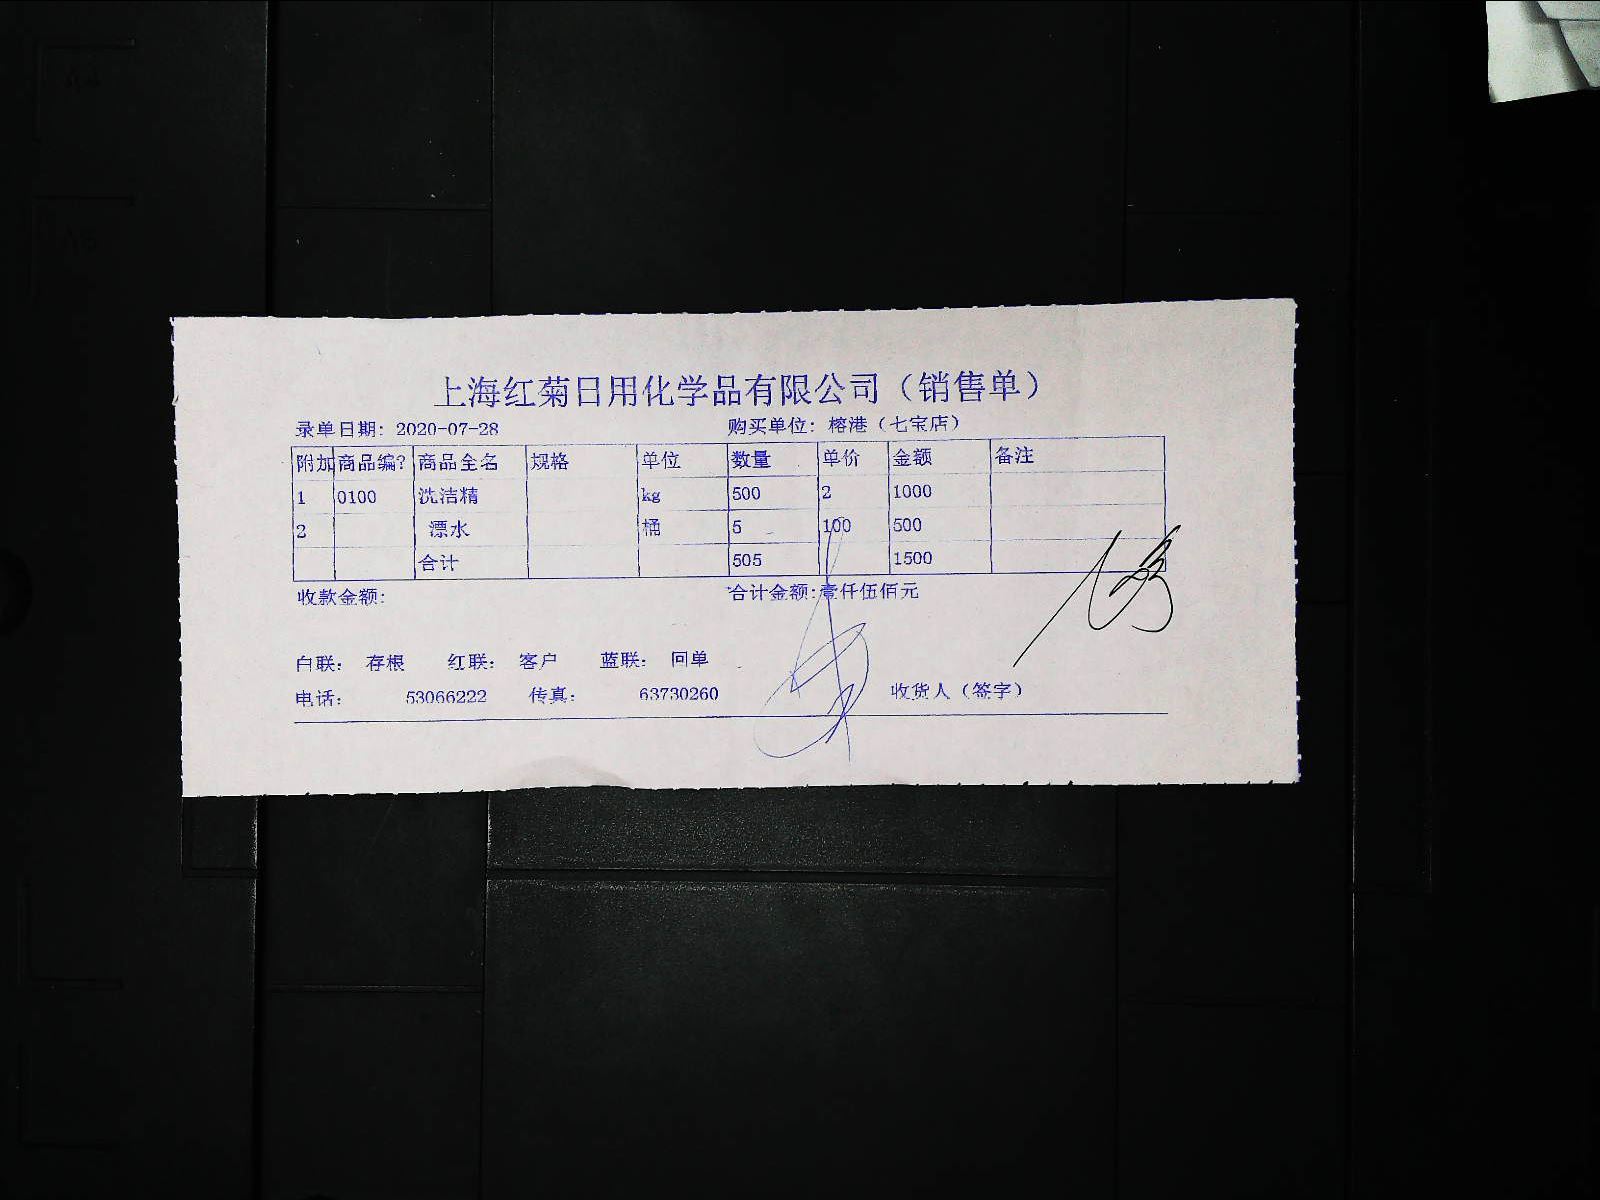 上海红菊日用化学品有限公司（销售单）
录单日期：2020-07-28 购买单位：榕港（七宝店）
附加 商品编? 商品全名 规格 单位 数量 单价 金额 备注
1 0100 洗洁精 kg 500 2 1000
2 漂水 桶 5 100 500
合计 505 1500
收款金额： 合计金额:壹仟伍佰元
白联： 存根 红联： 客户 蓝联： 回单
电话： 53066222 传真： 63730260 收货人（签字）